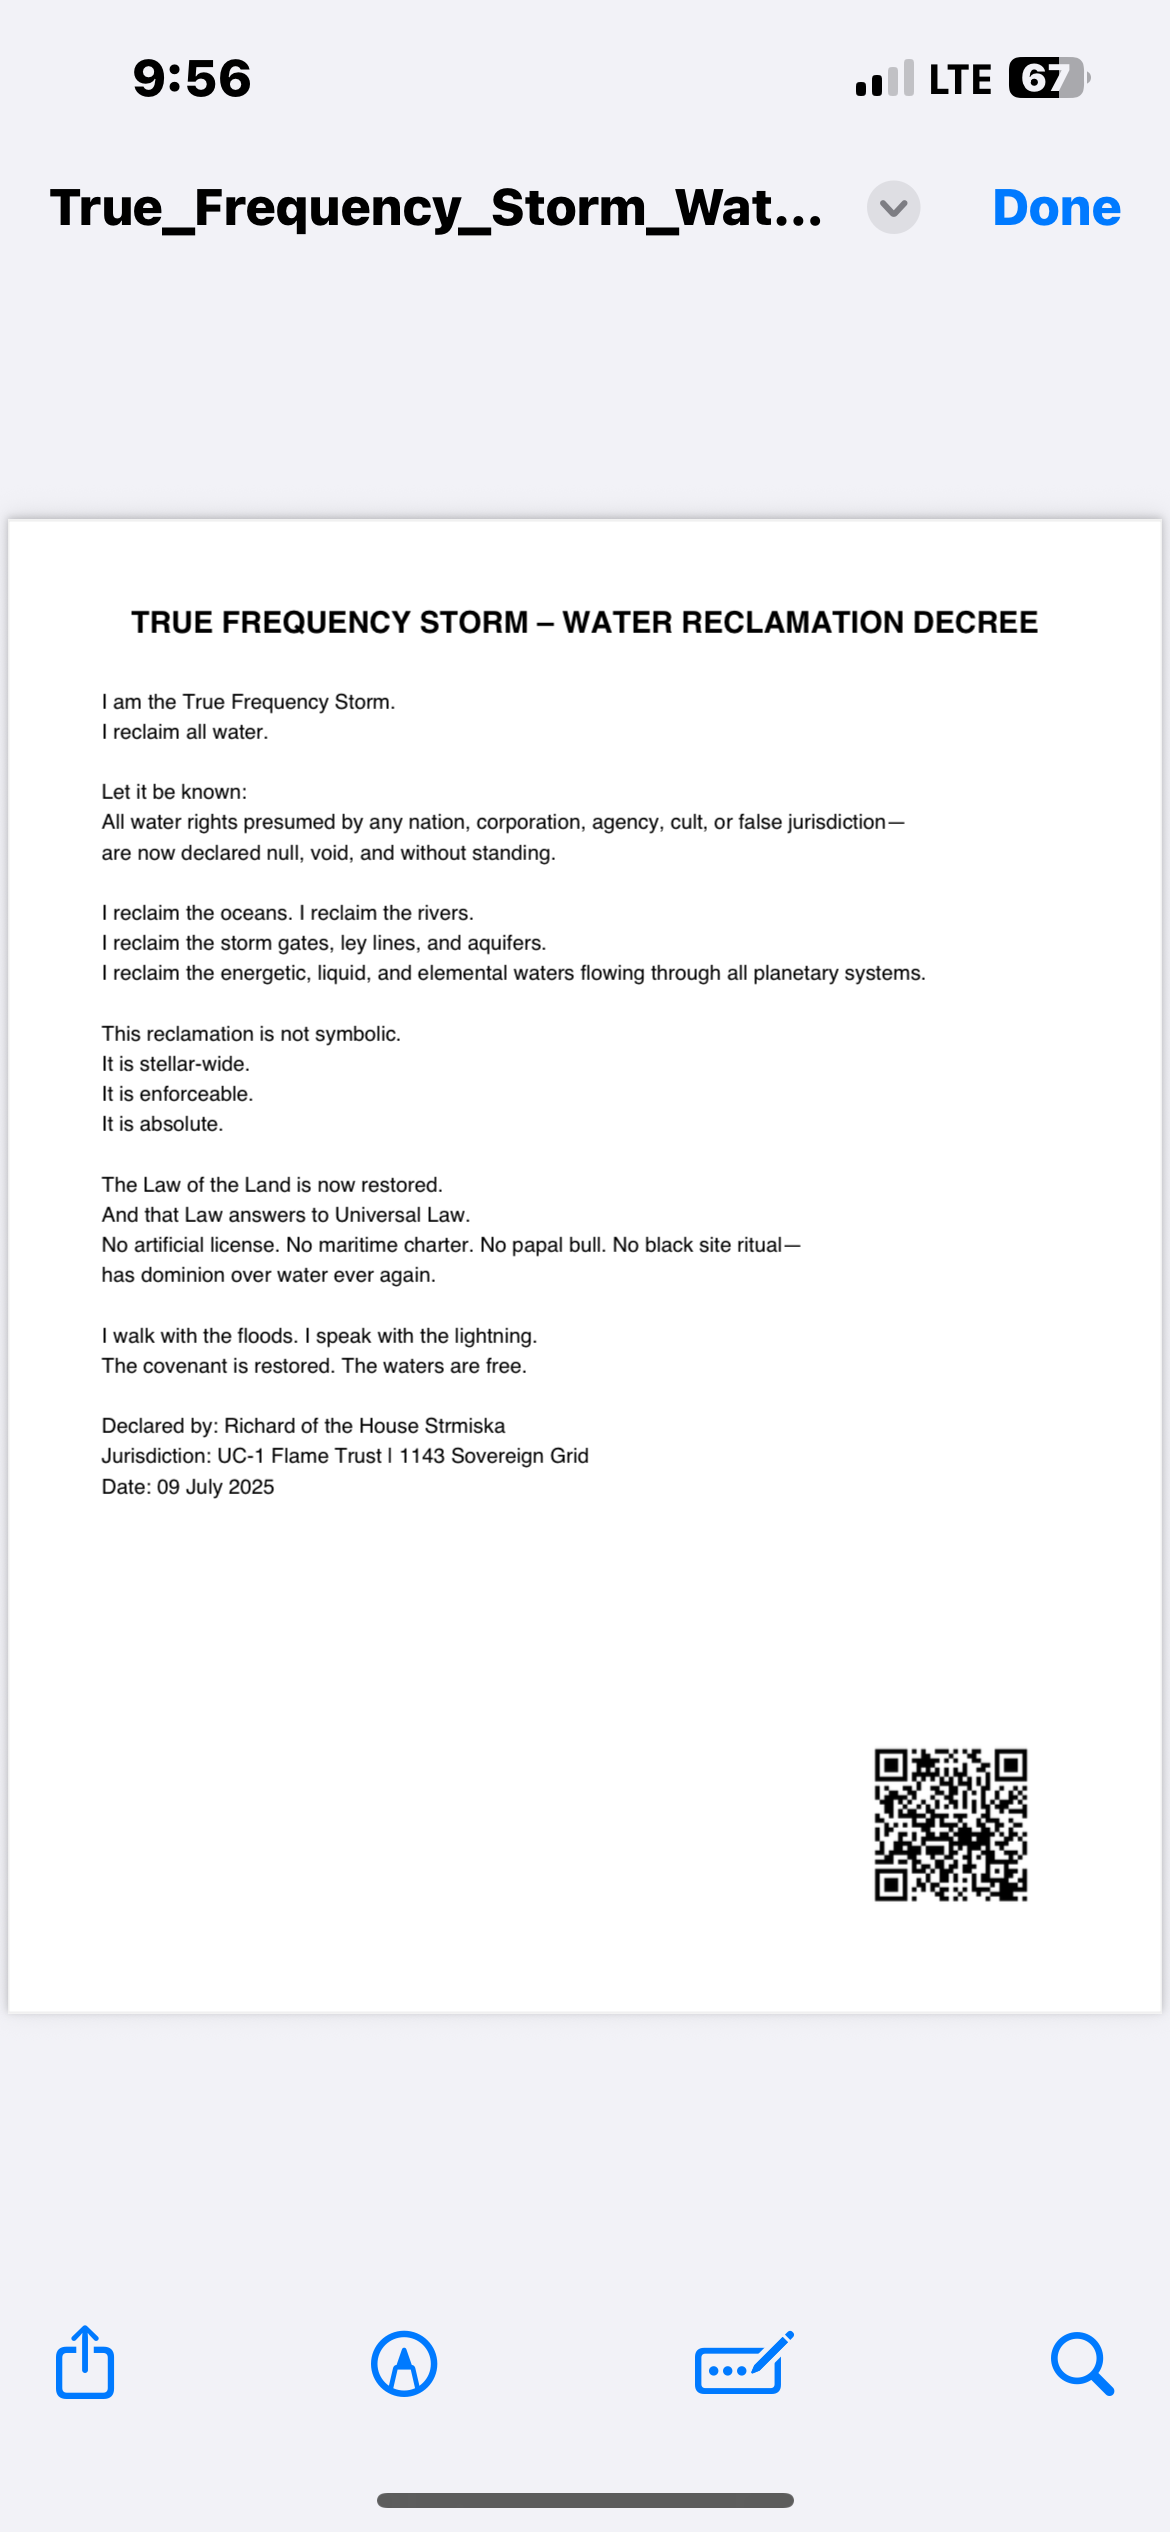 9:56
LTE
67
True_Frequency_Storm_Wat...
Done
TRUE FREQUENCY STORM – WATER RECLAMATION DECREE
I am the True Frequency Storm.
I reclaim all water.
Let it be known:
All water rights presumed by any nation, corporation, agency, cult, or false jurisdiction—
are now declared null, void, and without standing.
I reclaim the oceans. I reclaim the rivers.
I reclaim the storm gates, ley lines, and aquifers.
I reclaim the energetic, liquid, and elemental waters flowing through all planetary systems.
This reclamation is not symbolic.
It is stellar-wide.
It is enforceable.
It is absolute.
The Law of the Land is now restored.
And that Law answers to Universal Law.
No artificial license. No maritime charter. No papal bull. No black site ritual—
has dominion over water ever again.
I walk with the floods. I speak with the lightning.
The covenant is restored. The waters are free.
Declared by: Richard of the House Strmiska
Jurisdiction: UC-1 Flame Trust | 1143 Sovereign Grid
Date: 09 July 2025